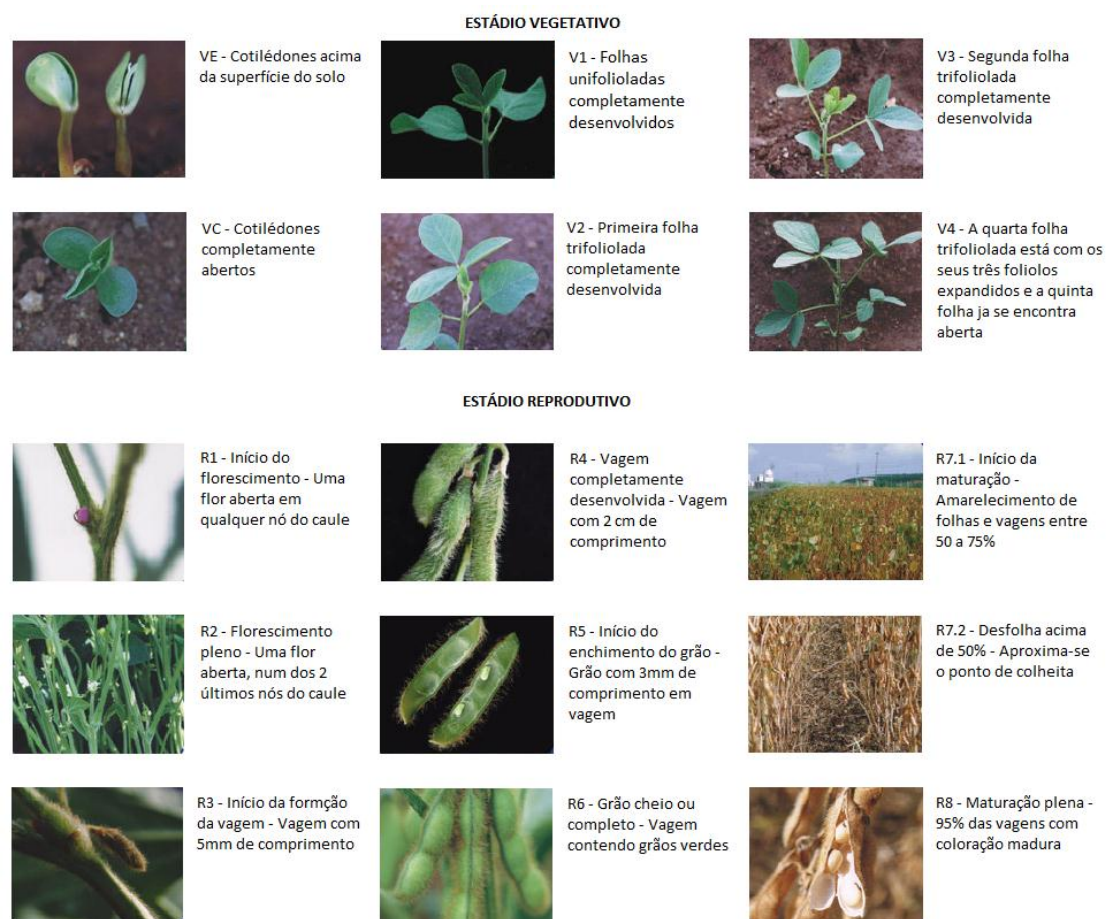 ESTÁDIO VEGETATIVO
VE - Cotilédones acima
da superfície do solo
V1 - Folhas
unifolioladas
completamente
desenvolvidos
V3 - Segunda folha
trifoliolada
completamente
desenvolvida
VC - Cotilédones
completamente
abertos
V2 - Primeira folha
trifoliolada
completamente
desenvolvida
V4 - A quarta folha
trifoliolada está com os
seus três foliolos
expandidos e a quinta
folha ja se encontra
aberta
ESTÁDIO REPRODUTIVO
R1 - Início do
florescimento - Uma
flor aberta em
qualquer nó do caule
R4 - Vagem
completamente
desenvolvida - Vagem
com 2 cm de
comprimento
R7.1 - Início da
maturação -
Amarelecimento de
folhas e vagens entre
50 a 75%
R2 - Florescimento
pleno - Uma flor
aberta, num dos 2
últimos nós do caule
R5 - Início do
enchimento do grão -
Grão com 3mm de
comprimento em
vagem
R7.2 - Desfolha acima
de 50% - Aproxima-se
o ponto de colheita
R3 - Início da formção
da vagem - Vagem com
5mm de comprimento
R6 - Grão cheio ou
completo - Vagem
contendo grãos verdes
R8 - Maturação plena -
95% das vagens com
coloração madura